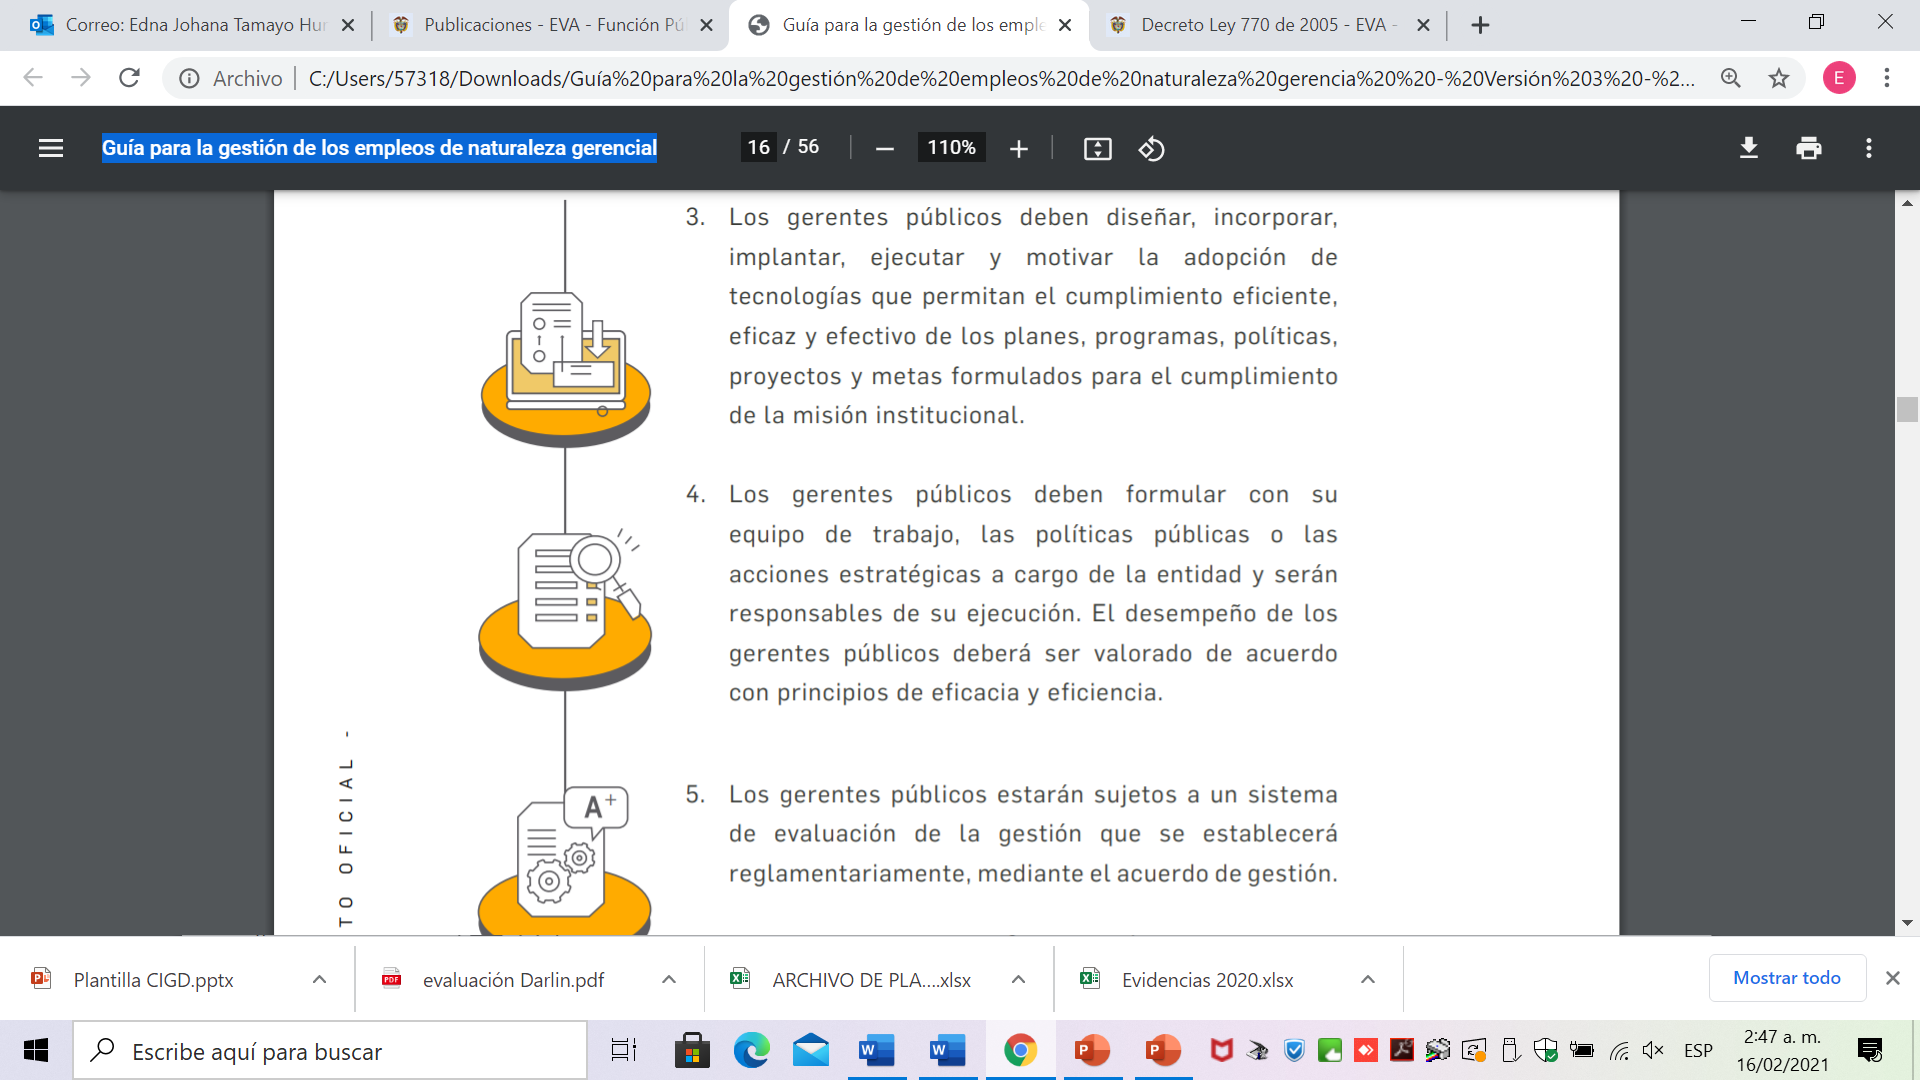 Correo: Edna Johana Tamayo Hur
Publicaciones - EVA - Función Pú
Guía para la gestión de los emple
Decreto Ley 770 de 2005 - EVA -
Archivo
C:/Users/57318/Downloads/Guía%20para%20la%20gestión%20de%20empleos%20de%20naturaleza%20gerencia%20%20-%20Versión%203%20-%2...
E
Guía para la gestión de los empleos de naturaleza gerencial
16 / 56
110%
3. Los gerentes públicos deben diseñar, incorporar,
implantar, ejecutar y motivar la adopción de
tecnologías que permitan el cumplimiento eficiente,
eficaz y efectivo de los planes, programas, políticas,
proyectos y metas formulados para el cumplimiento
de la misión institucional.
4. Los gerentes públicos deben formular con su
equipo de trabajo, las políticas públicas o las
acciones estratégicas a cargo de la entidad y serán
responsables de su ejecución. El desempeño de los
gerentes públicos deberá ser valorado de acuerdo
con principios de eficacia y eficiencia.
TO OFICIAL -
A+
5. Los gerentes públicos estarán sujetos a un sistema
de evaluación de la gestión que se establecerá
reglamentariamente, mediante el acuerdo de gestión.
Plantilla CIGD.pptx
evaluación Darlin.pdf
ARCHIVO DE PLA....xlsx
Evidencias 2020.xlsx
Mostrar todo
Escribe aquí para buscar
ESP
2:47 a. m.
16/02/2021